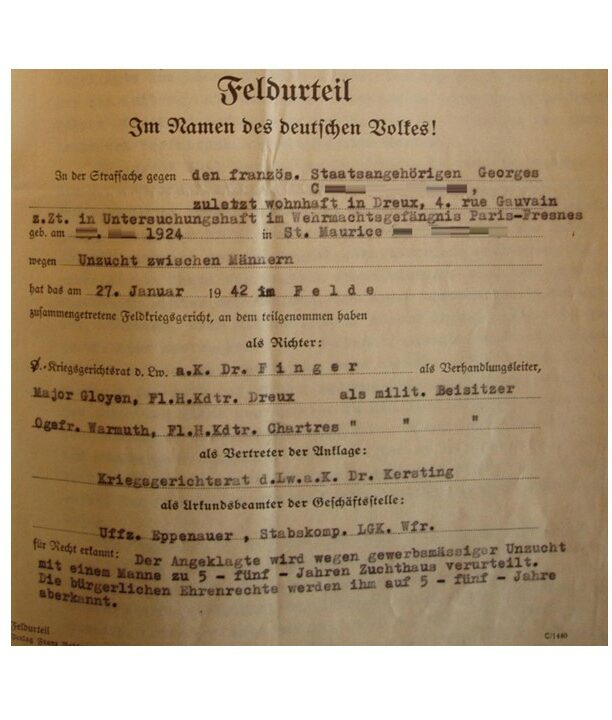 Feldurteil
Im Namen des deutschen Volkes!
In der Strafsache gegen den französ. Staatsangehörigen Georges
C
zuletzt wohnhaft in Dreux, 4. rue Gauvain
z.Zt. in Untersuchungshaft im Wehrmachtsgefängnis Paris-Fresnes
geb. am 1924 in St. Maurice
wegen Unzucht zwischen Männern
hat das am 27. Januar 1942 im Felde
zusammengetretene Feldkriegsgericht, an dem teilgenommen haben
als Richter:
-Kriegsgerichtsrat d. Lw. a.K. Dr. Finger als Verhandlungsleiter,
Major Gloyen, Fl.H.Kdtr. Dreux als milit. Beisitzer
Ogefr. Warmuth, Fl.H.Kdtr. Chartres " " "
als Vertreter der Anklage:
Kriegsgerichtsrat d.Lw.a.K. Dr. Kersting
als Urkundsbeamter der Geschäftsstelle:
Uffz. Eppenauer, Stabskomp. LGK. Wfr.
für Recht erkannt: Der Angeklagte wird wegen gewerbsmässiger Unzucht
mit einem Manne zu 5 - fünf - Jahren Zuchthaus verurteilt.
Die bürgerlichen Ehrenrechte werden ihm auf 5 - fünf - Jahre
aberkannt.
Feldurteil
C/1440